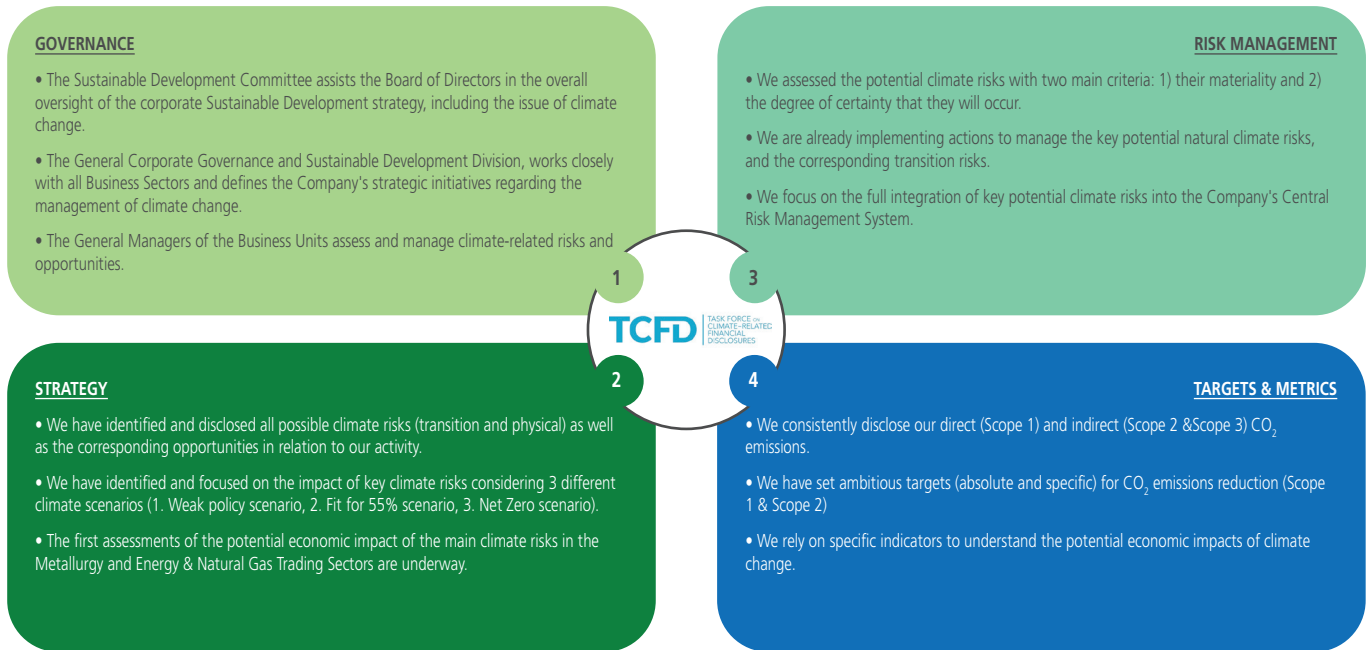 GOVERNANCE
• The Sustainable Development Committee assists the Board of Directors in the overall
oversight of the corporate Sustainable Development strategy, including the issue of climate
change.
• The General Corporate Governance and Sustainable Development Division, works closely
with all Business Sectors and defines the Company's strategic initiatives regarding the
management of climate change.
• The General Managers of the Business Units assess and manage climate-related risks and
opportunities.
1
STRATEGY
• We have identified and disclosed all possible climate risks (transition and physical) as well
as the corresponding opportunities in relation to our activity.
• We have identified and focused on the impact of key climate risks considering 3 different
climate scenarios (1. Weak policy scenario, 2. Fit for 55% scenario, 3. Net Zero scenario).
• The first assessments of the potential economic impact of the main climate risks in the
Metallurgy and Energy & Natural Gas Trading Sectors are underway.
2
RISK MANAGEMENT
• We assessed the potential climate risks with two main criteria: 1) their materiality and 2)
the degree of certainty that they will occur.
• We are already implementing actions to manage the key potential natural climate risks,
and the corresponding transition risks.
• We focus on the full integration of key potential climate risks into the Company's Central
Risk Management System.
3
TARGETS & METRICS
• We consistently disclose our direct (Scope 1) and indirect (Scope 2 &Scope 3) CO₂
emissions.
• We have set ambitious targets (absolute and specific) for CO₂ emissions reduction (Scope
1 & Scope 2)
• We rely on specific indicators to understand the potential economic impacts of climate
change.
4
TCFD
TASK FORCE ON
CLIMATE-RELATED
FINANCIAL
DISCLOSURES